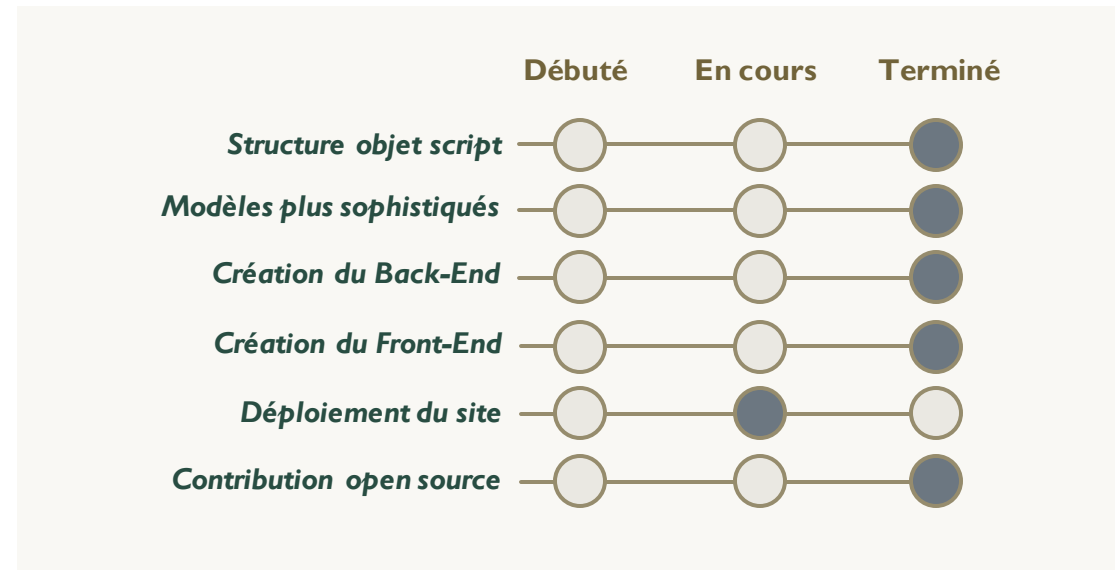 Débuté En cours Terminé
Structure objet script
Modèles plus sophistiqués
Création du Back-End
Création du Front-End
Déploiement du site
Contribution open source